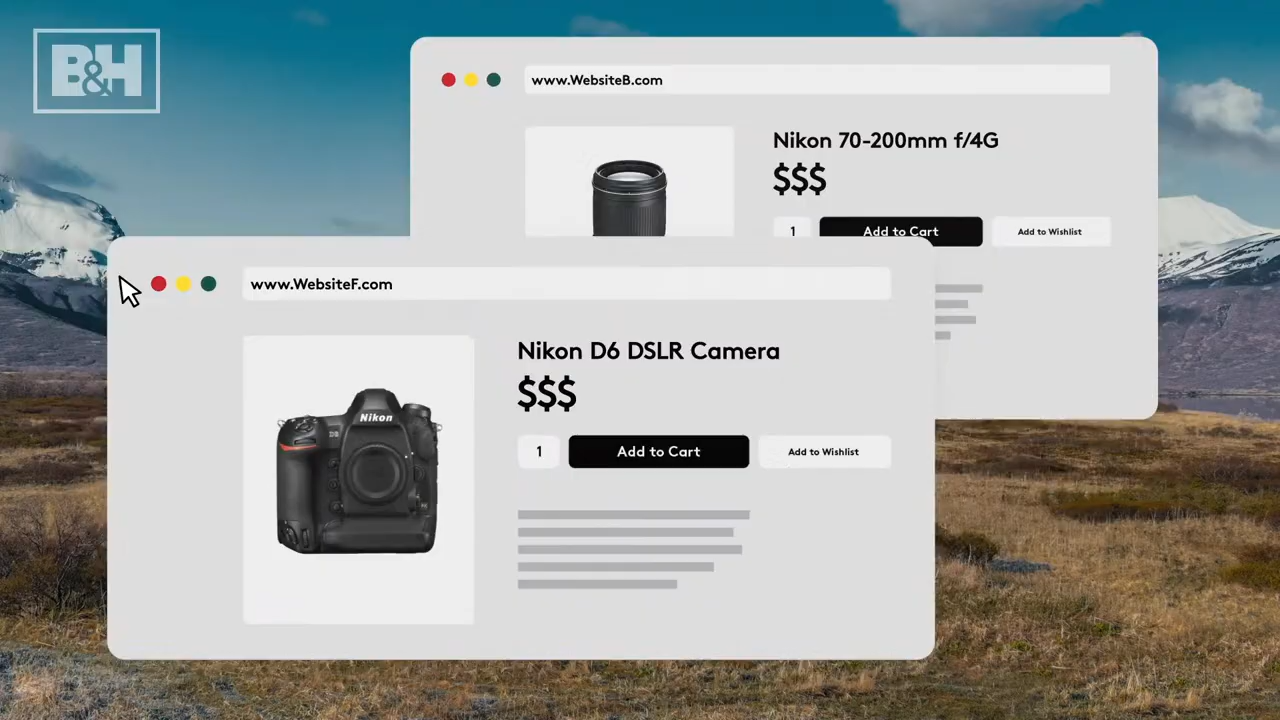 B&H
www.WebsiteB.com
Nikon 70-200mm f/4G
$$$
1
Add to Cart
Add to Wishlist
www.WebsiteF.com
Nikon D6 DSLR Camera
$$$
1
Add to Cart
Add to Wishlist
Nikon
D6